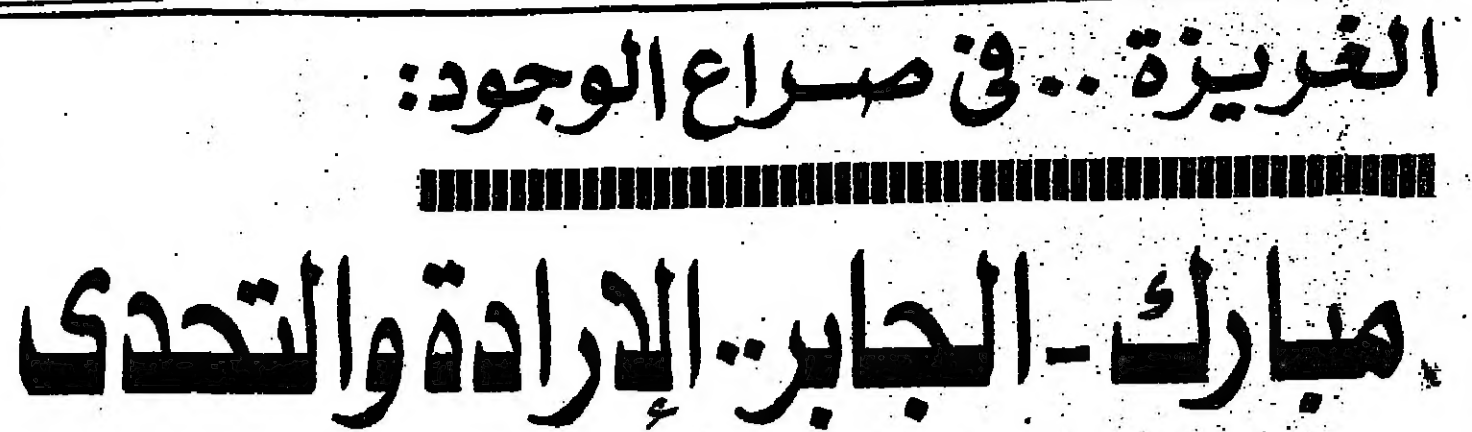 الغريزة .. فى صراع الوجود:
مبارك - الجابر .. الإرادة والتحدى